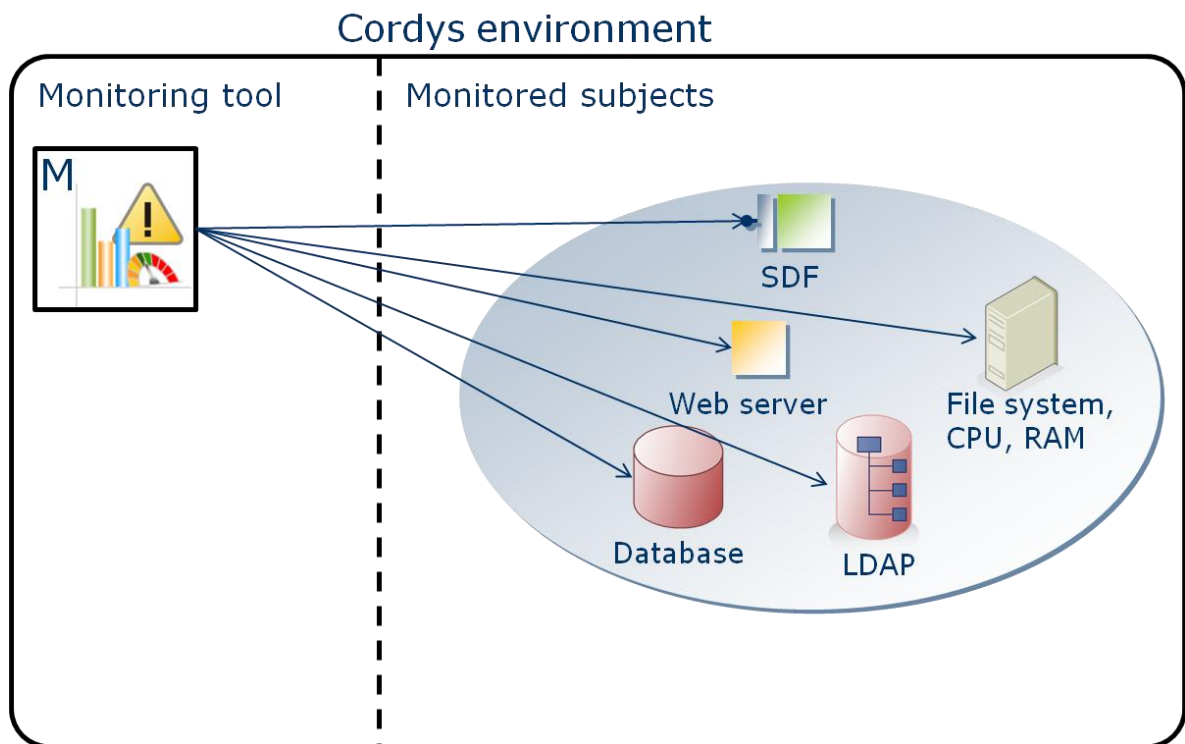 Cordys environment
Monitoring tool
Monitored subjects
M
SDF
Web server
File system,
CPU, RAM
Database
LDAP